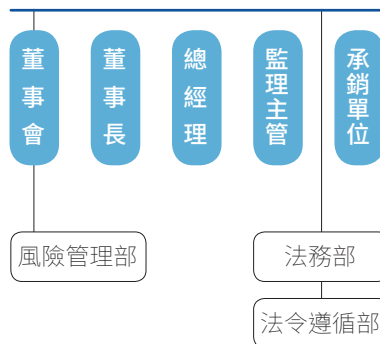 董事會
董事長
總經理
監理主管
承銷單位
風險管理部
法務部
法令遵循部